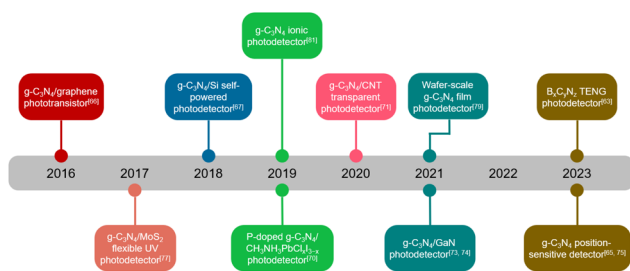 g-C₃N₄ ionic
photodetector[81]
g-C₃N₄/graphene
phototransistor[66]
g-C₃N₄/Si self-
powered
photodetector[67]
g-C₃N₄/CNT
transparent
photodetector[71]
Wafer-scale
g-C₃N₄ film
photodetector[79]
BₓCᵧN_z TENG
photodetector[63]
2016 2017 2018 2019 2020 2021 2022 2023
g-C₃N₄/MoS₂
flexible UV
photodetector[77]
P-doped g-C₃N₄/
CH₃NH₃PbClₓI₃₋ₓ
photodetector[70]
g-C₃N₄/GaN
photodetector[73, 74]
g-C₃N₄ position-
sensitive detector[65, 75]